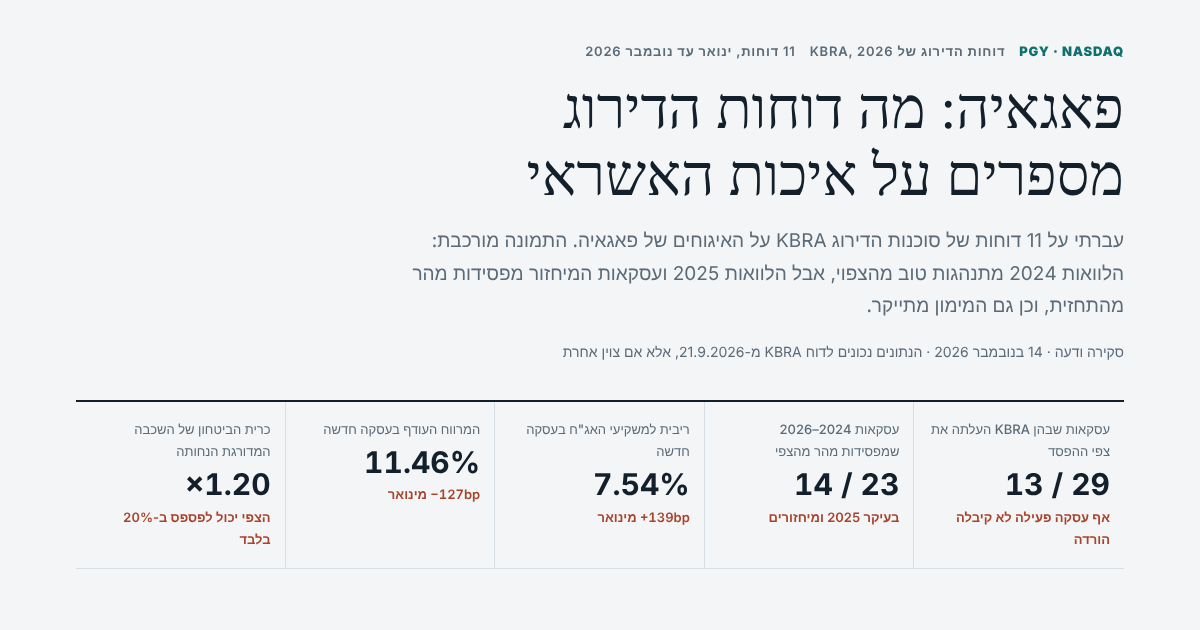 PGY · NASDAQ דוחות הדירוג של KBRA, 2026 11 דוחות, ינואר עד נובמבר 2026
פאגאיה: מה דוחות הדירוג
מספרים על איכות האשראי
עברתי על 11 דוחות של סוכנות הדירוג KBRA על האיגוחים של פאגאיה. התמונה מורכבת:
הלוואות 2024 מתנהגות טוב מהצפוי, אבל הלוואות 2025 ועסקאות המיחזור מפסידות מהר
מהתחזית, וכן גם המימון מתייקר.
סקירה ודעה · 14 בנובמבר 2026 · הנתונים נכונים לדוח KBRA מ-21.9.2026, אלא אם צוין אחרת
עסקאות שבהן KBRA העלתה את
צפי ההפסד
13 / 29
אף עסקה פעילה לא קיבלה
הורדה
עסקאות 2024–2026
שמפסידות מהר מהצפי
14 / 23
בעיקר 2025 ומיחזורים
ריבית למשקיעי האג"ח בעסקה
חדשה
7.54%
+139bp מינואר
המרווח העודף בעסקה חדשה
11.46%
−127bp מינואר
כרית הביטחון של השכבה
המדורגת הנחותה
×1.20
הצפי יכול לפספס ב-20%
בלבד